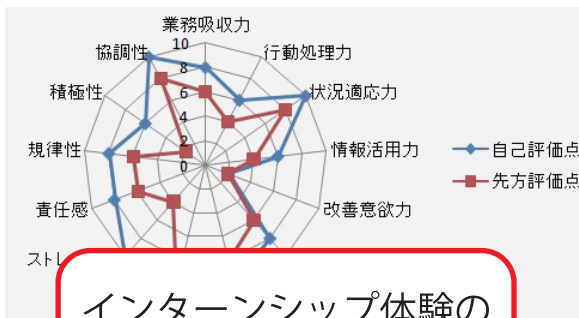 業務吸収力
行動処理力
状況適応力
情報活用力
改善意欲力
スト
責任感
規律性
積極性
協調性
10
8
6
4
2
0
自己評価点
先方評価点
インターンシップ体験の